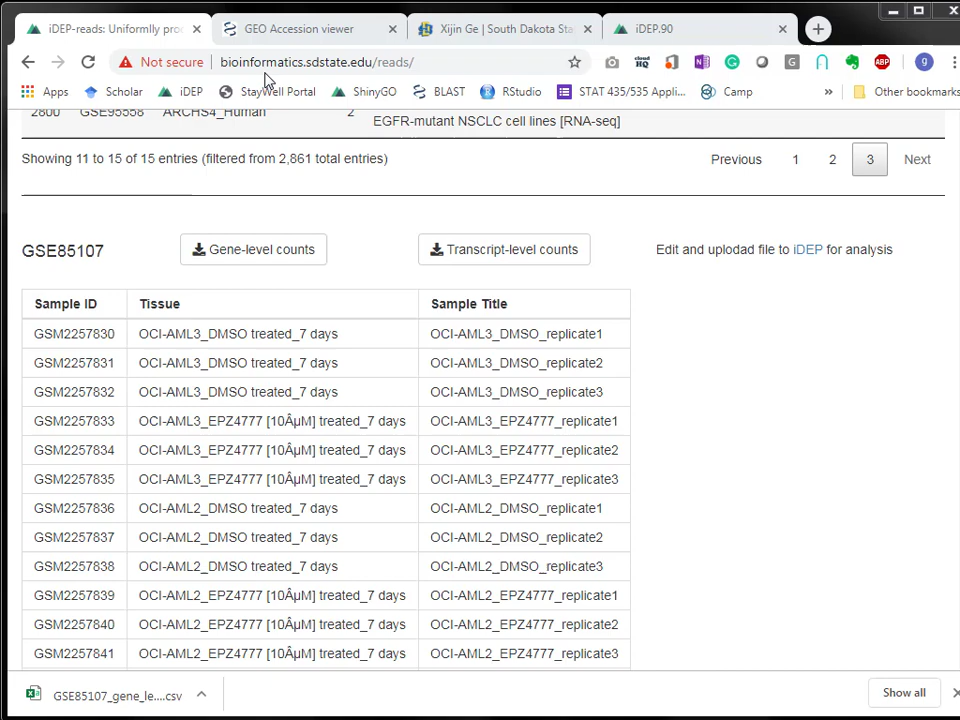 iDEP-reads: Uniformlly pro
GEO Accession viewer
Xijin Ge | South Dakota Sta
iDEP.90
Not secure | bioinformatics.sdstate.edu/reads/
Apps Scholar iDEP StayWell Portal ShinyGO BLAST RStudio STAT 435/535 Appli... Camp » Other bookmarks
2800 GSE95558 ARCHS4_Human 2
EGFR-mutant NSCLC cell lines [RNA-seq]
Showing 11 to 15 of 15 entries (filtered from 2,861 total entries) Previous 1 2 3 Next
GSE85107 Gene-level counts Transcript-level counts Edit and uplodad file to iDEP for analysis
Sample ID Tissue Sample Title
GSM2257830 OCI-AML3_DMSO treated_7 days OCI-AML3_DMSO_replicate1
GSM2257831 OCI-AML3_DMSO treated_7 days OCI-AML3_DMSO_replicate2
GSM2257832 OCI-AML3_DMSO treated_7 days OCI-AML3_DMSO_replicate3
GSM2257833 OCI-AML3_EPZ4777 [10ÂµM] treated_7 days OCI-AML3_EPZ4777_replicate1
GSM2257834 OCI-AML3_EPZ4777 [10ÂµM] treated_7 days OCI-AML3_EPZ4777_replicate2
GSM2257835 OCI-AML3_EPZ4777 [10ÂµM] treated_7 days OCI-AML3_EPZ4777_replicate3
GSM2257836 OCI-AML2_DMSO treated_7 days OCI-AML2_DMSO_replicate1
GSM2257837 OCI-AML2_DMSO treated_7 days OCI-AML2_DMSO_replicate2
GSM2257838 OCI-AML2_DMSO treated_7 days OCI-AML2_DMSO_replicate3
GSM2257839 OCI-AML2_EPZ4777 [10ÂµM] treated_7 days OCI-AML2_EPZ4777_replicate1
GSM2257840 OCI-AML2_EPZ4777 [10ÂµM] treated_7 days OCI-AML2_EPZ4777_replicate2
GSM2257841 OCI-AML2_EPZ4777 [10ÂµM] treated_7 days OCI-AML2_EPZ4777_replicate3
GSE85107_gene_le....csv Show all